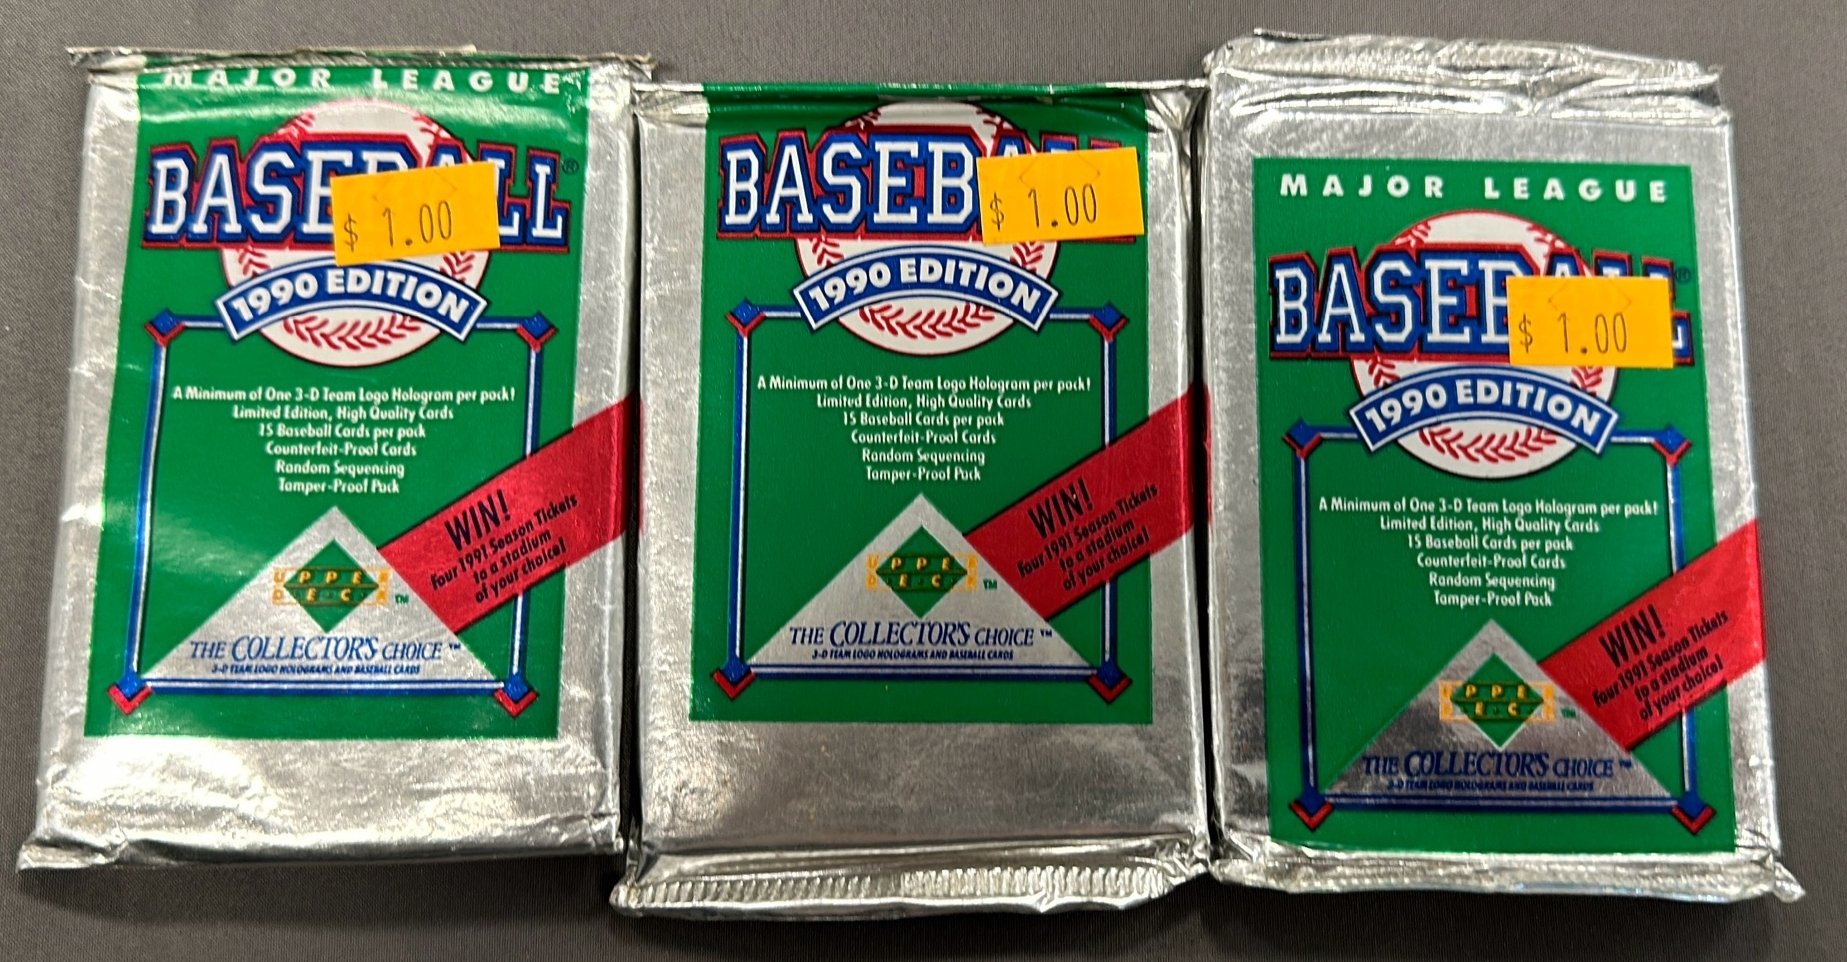 MAJOR LEAGUE
BASEBALL®
$ 1.00
1990 EDITION
A Minimum of One 3-D Team Logo Hologram per pack!
Limited Edition, High Quality Cards
15 Baseball Cards per pack
Counterfeit-Proof Cards
Random Sequencing
Tamper-Proof Pack
WIN!
Four 1991 Season Tickets
to a stadium
of your choice!
UPPER
DECK
TM
THE COLLECTOR'S CHOICE ™
3-D TEAM LOGO HOLOGRAMS AND BASEBALL CARDS
BASEB
$ 1.00
1990 EDITION
A Minimum of One 3-D Team Logo Hologram per pack!
Limited Edition, High Quality Cards
15 Baseball Cards per pack
Counterfeit-Proof Cards
Random Sequencing
Tamper-Proof Pack
WIN!
Four 1991 Season Tickets
to a stadium
of your choice!
UPPER
DECK
TM
THE COLLECTOR'S CHOICE ™
3-D TEAM LOGO HOLOGRAMS AND BASEBALL CARDS
MAJOR LEAGUE
BASEBALL®
$ 1.00
1990 EDITION
A Minimum of One 3-D Team Logo Hologram per pack!
Limited Edition, High Quality Cards
15 Baseball Cards per pack
Counterfeit-Proof Cards
Random Sequencing
Tamper-Proof Pack
WIN!
Four 1991 Season Tickets
to a stadium
of your choice!
UPPER
DECK
TM
THE COLLECTOR'S CHOICE ™
3-D TEAM LOGO HOLOGRAMS AND BASEBALL CARDS